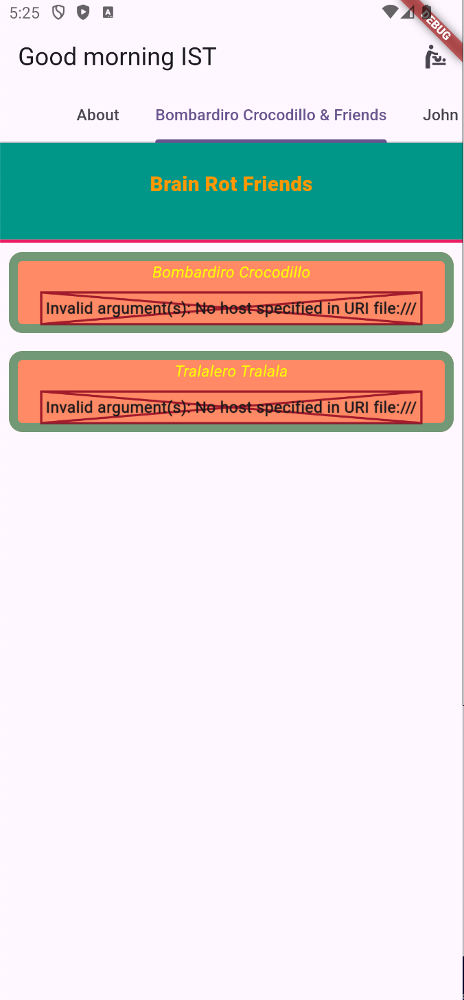 5:25
A
DEBUG
Good morning IST
About Bombardiro Crocodillo & Friends John
Brain Rot Friends
Bombardiro Crocodillo
Invalid argument(s): No host specified in URI file:///
Tralalero Tralala
Invalid argument(s): No host specified in URI file:///